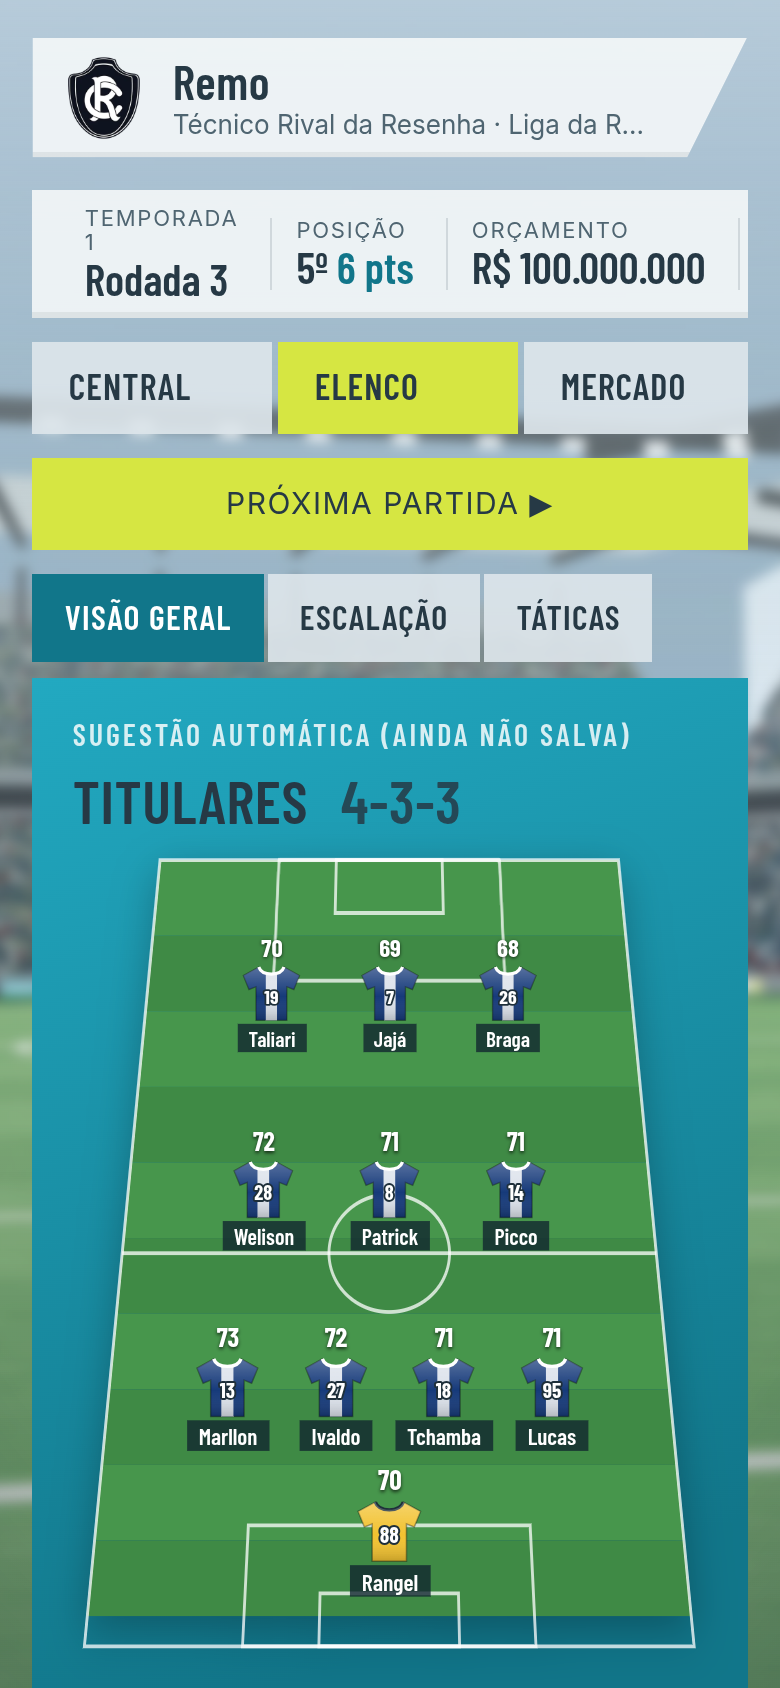 Remo
Técnico Rival da Resenha · Liga da R...
TEMPORADA
1
Rodada 3
POSIÇÃO
5º 6 pts
ORÇAMENTO
R$ 100.000.000
CENTRAL
ELENCO
MERCADO
PRÓXIMA PARTIDA ▶
VISÃO GERAL
ESCALAÇÃO
TÁTICAS
SUGESTÃO AUTOMÁTICA (AINDA NÃO SALVA)
TITULARES 4-3-3
70
19
Taliari
69
7
Jajá
68
26
Braga
72
28
Welison
71
8
Patrick
71
14
Picco
73
13
Marllon
72
27
Ivaldo
71
18
Tchamba
71
95
Lucas
70
88
Rangel